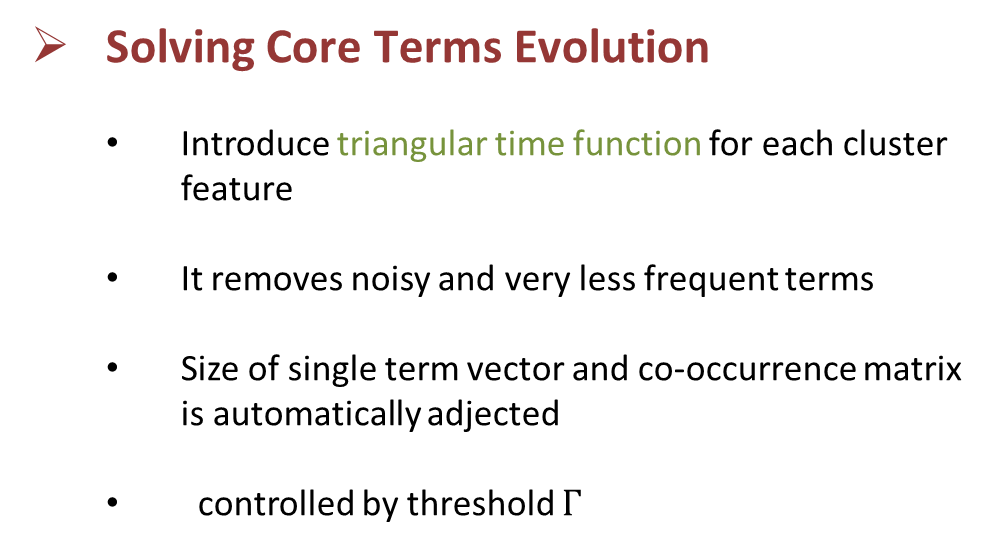 ➢ Solving Core Terms Evolution
• Introduce triangular time function for each cluster
feature
• It removes noisy and very less frequent terms
• Size of single term vector and co-occurrence matrix
is automatically adjected
• controlled by threshold Γ